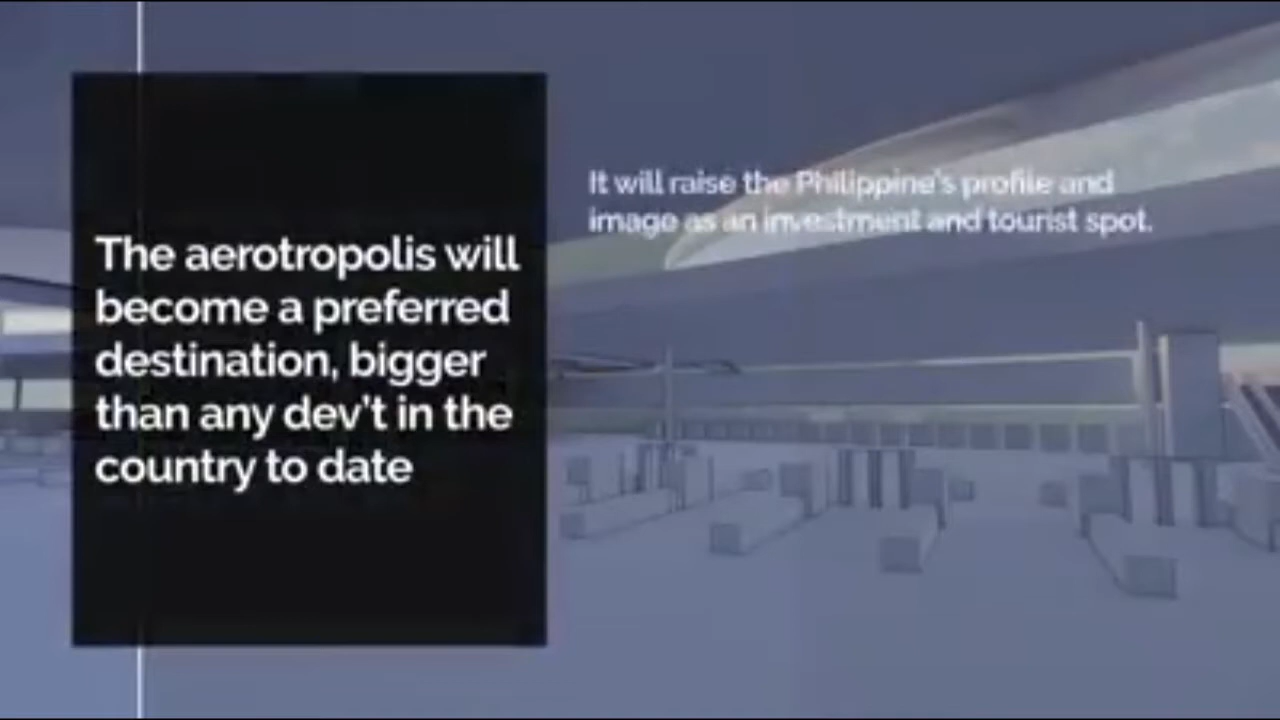 The aerotropolis will
become a preferred
destination, bigger
than any dev't in the
country to date
It will raise the Philippine's profile and
image as an investment and tourist spot.